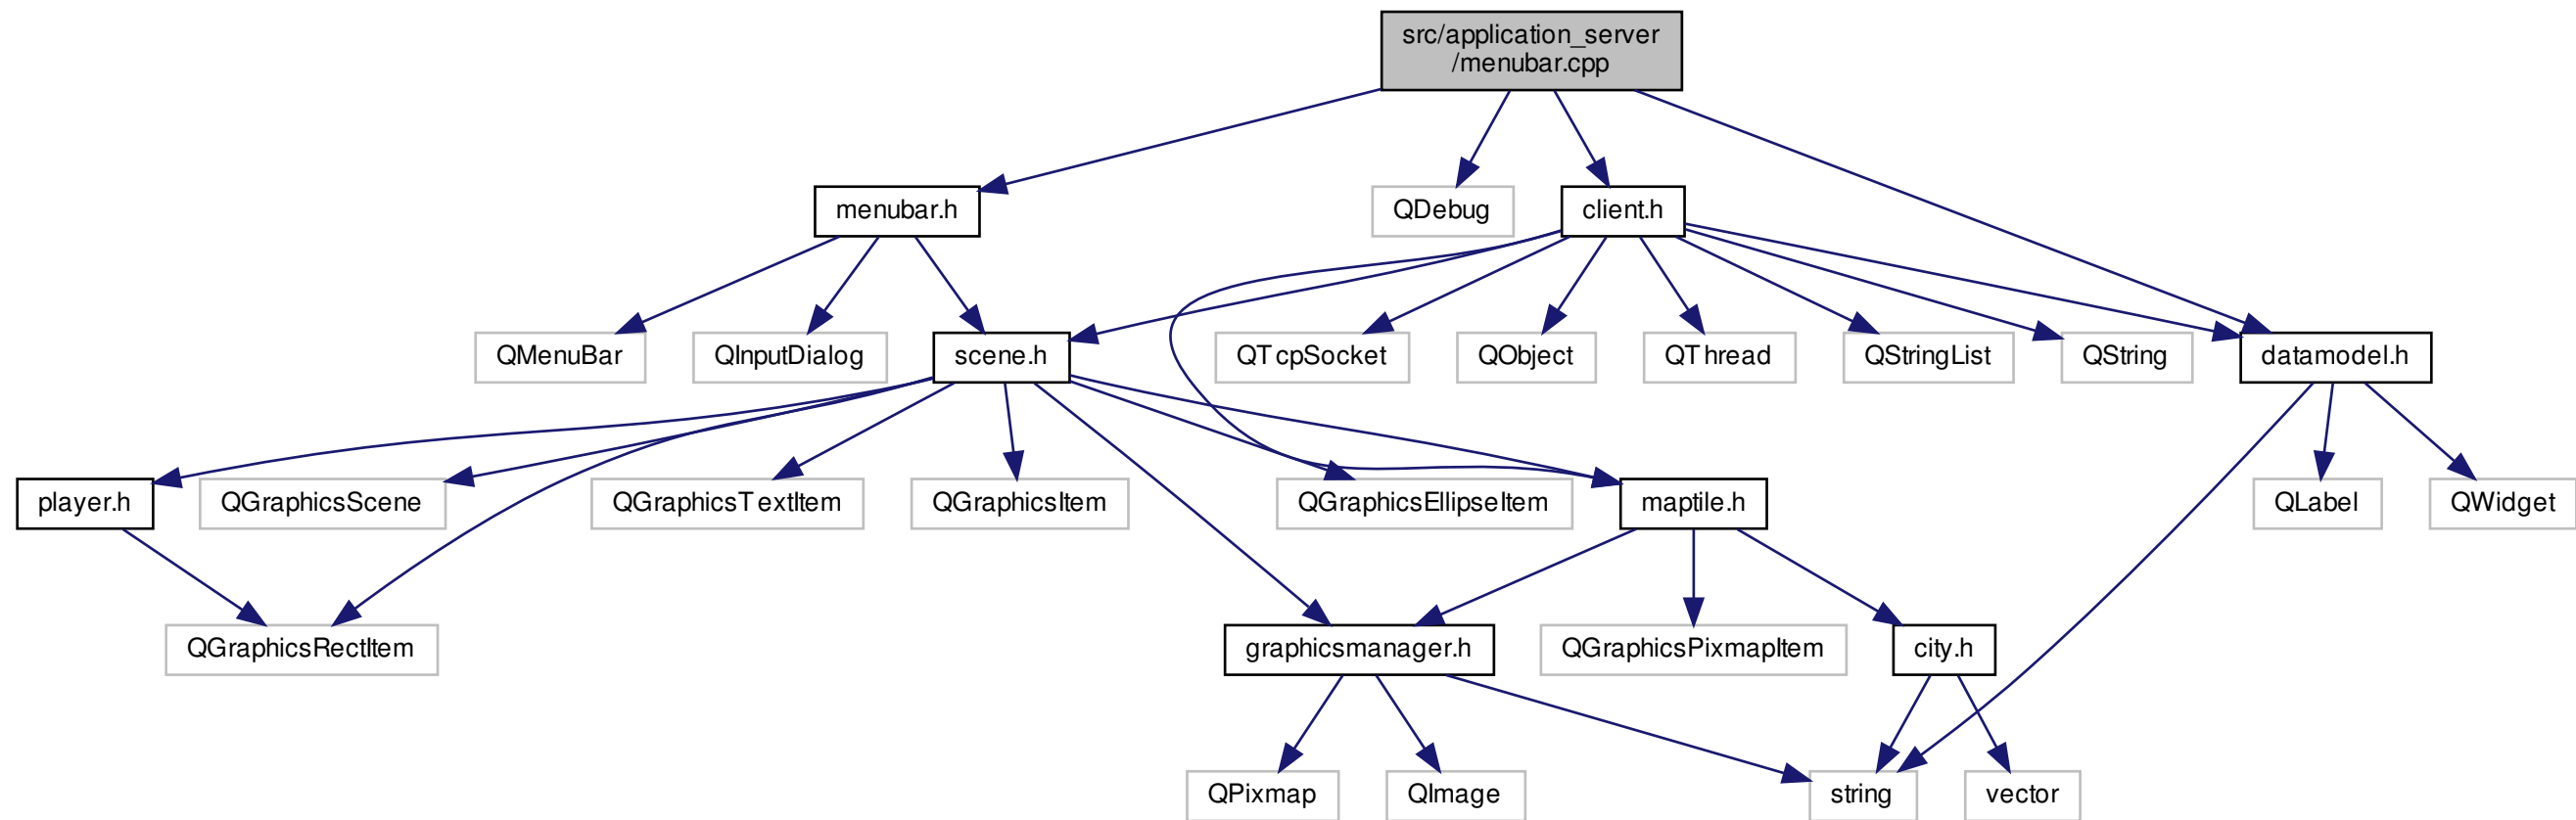 src/application_server
/menubar.cpp
menubar.h
QDebug
client.h
QMenuBar
QInputDialog
scene.h
QTcpSocket
QObject
QThread
QStringList
QString
datamodel.h
player.h
QGraphicsScene
QGraphicsTextItem
QGraphicsItem
QGraphicsEllipseItem
maptile.h
QLabel
QWidget
QGraphicsRectItem
graphicsmanager.h
QGraphicsPixmapItem
city.h
QPixmap
QImage
string
vector